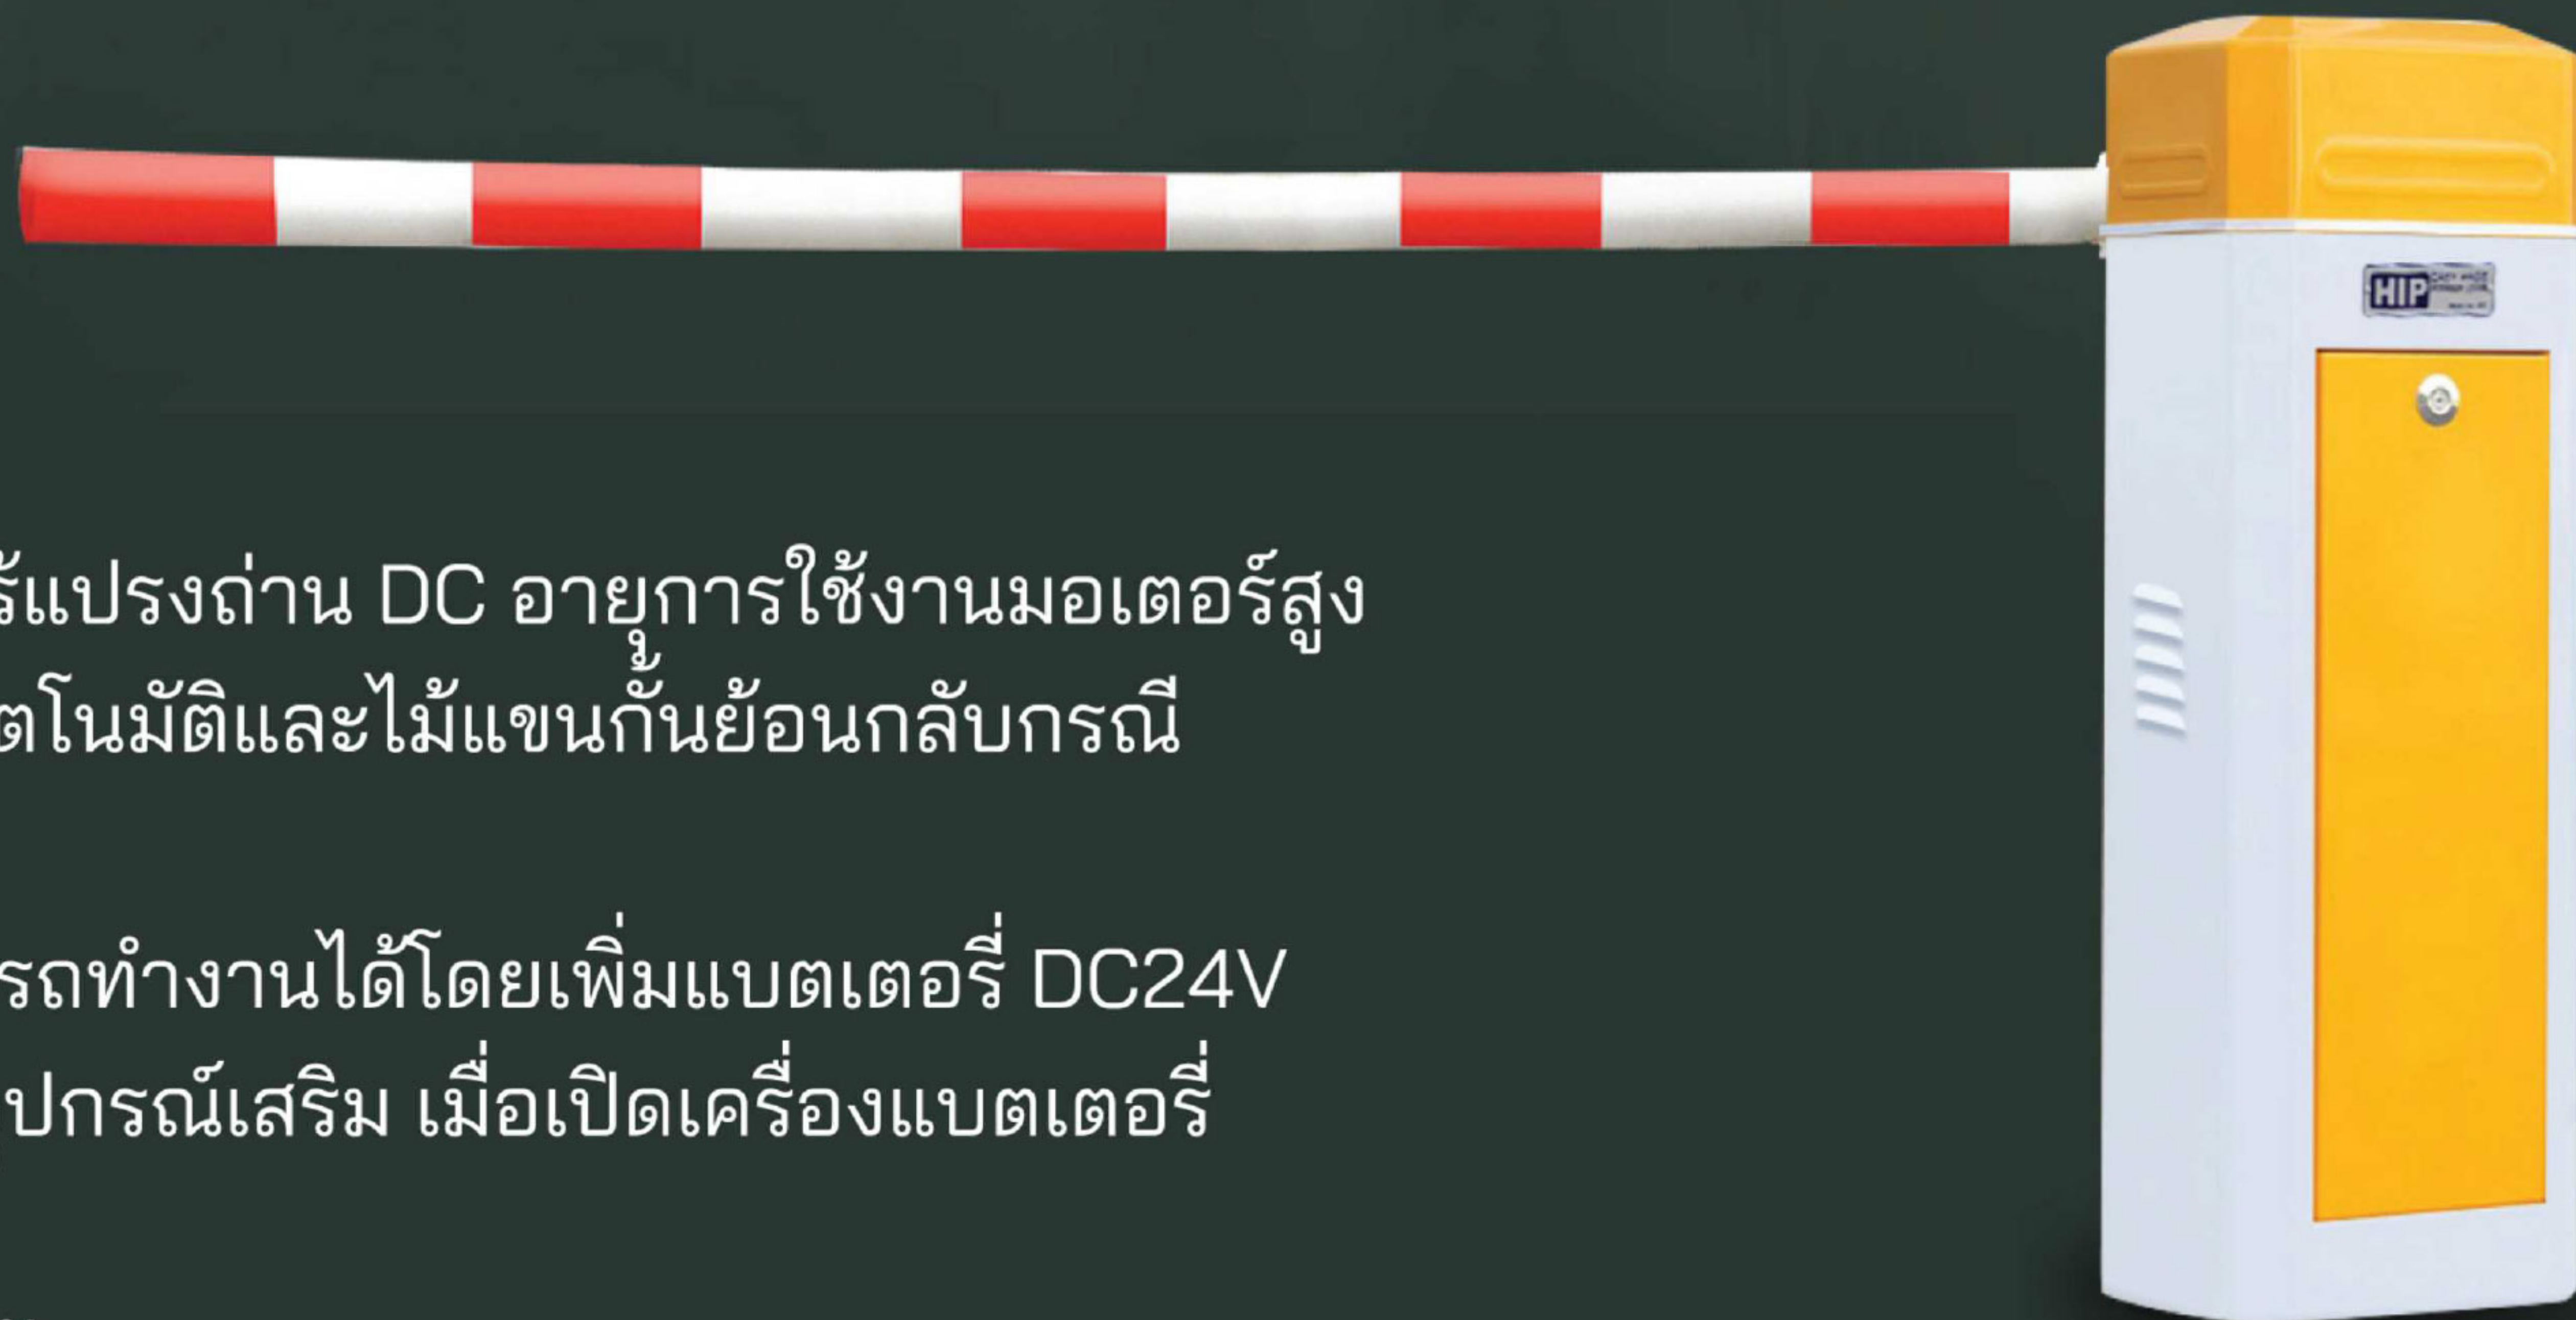 HIP
ร้แปรงถ่าน DC อายุการใช้งานมอเตอร์สูง
ตโนมัติและไม้แขนกั้นย้อนกลับกรณี
รถทำงานได้โดยเพิ่มแบตเตอรี่ DC24V
ุปกรณ์เสริม เมื่อเปิดเครื่องแบตเตอรี่